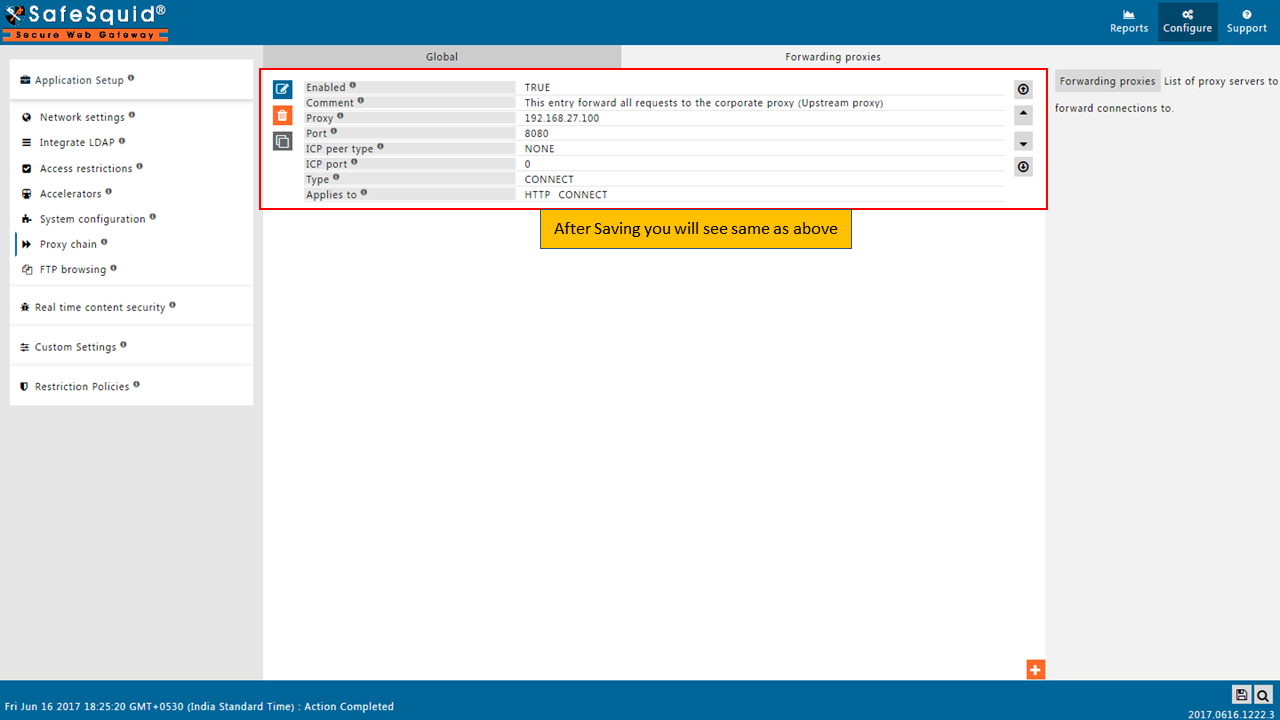 SafeSquid®
Secure Web Gateway
Reports
Configure
Support
Global
Forwarding proxies
Application Setup
Network settings
Integrate LDAP
Access restrictions
Accelerators
System configuration
Proxy chain
FTP browsing
Real time content security
Custom Settings
Restriction Policies
Enabled TRUE
Comment This entry forward all requests to the corporate proxy (Upstream proxy)
Proxy 192.168.27.100
Port 8080
ICP peer type NONE
ICP port 0
Type CONNECT
Applies to HTTP CONNECT
After Saving you will see same as above
Forwarding proxies List of proxy servers to
forward connections to.
Fri Jun 16 2017 18:25:20 GMT+0530 (India Standard Time) : Action Completed
2017.0616.1222.3